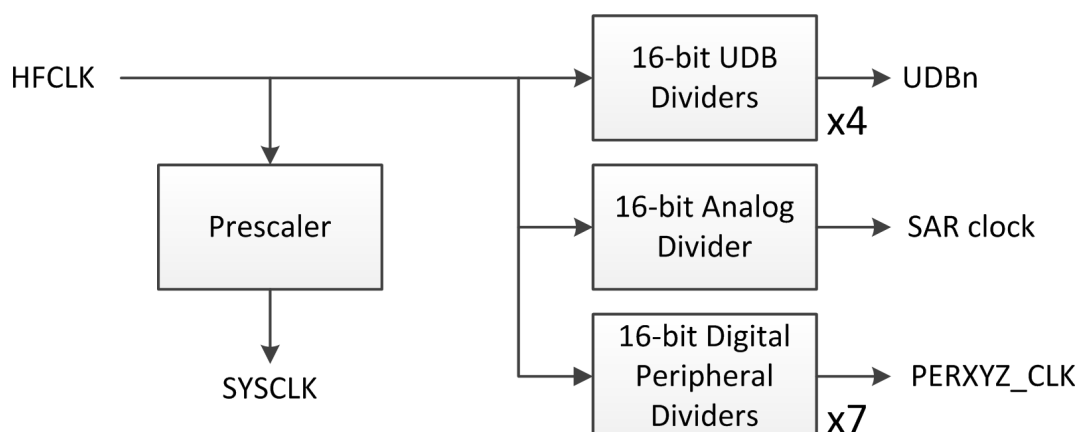 HFCLK
16-bit UDB
Dividers
x4
UDBn
Prescaler
SYSCLK
16-bit Analog
Divider
SAR clock
16-bit Digital
Peripheral
Dividers
x7
PERXYZ_CLK